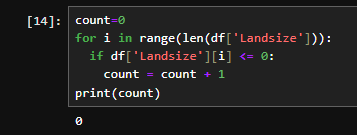 [14]: count=0
for i in range(len(df['Landsize'])):
  if df['Landsize'][i] <= 0:
    count = count + 1
print(count)
0